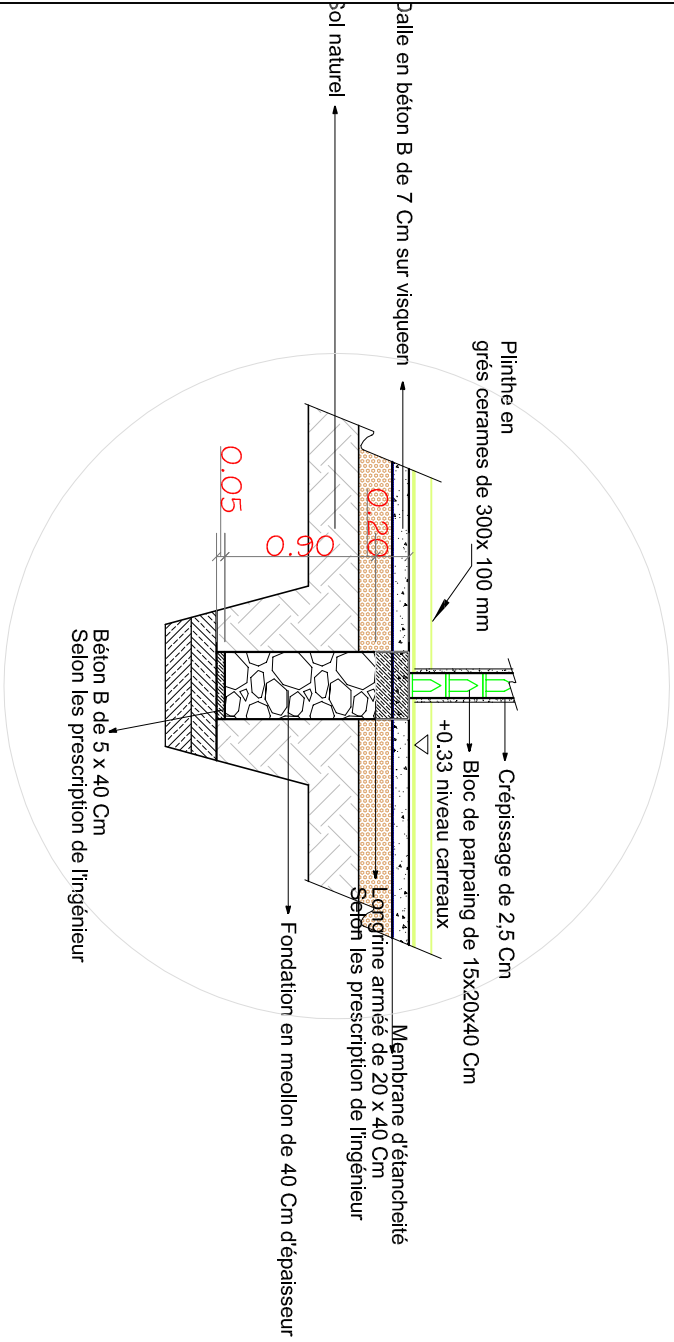 Crépissage de 2,5 Cm
Plinthe en
grés cerames de 300x 100 mm
Bloc de parpaing de 15x20x40 Cm
+0.33 niveau carreaux
Dalle en béton B de 7 Cm sur visqueen
Membrane d'étancheité
Longrine arméé de 20 x 40 Cm
Selon les prescription de l'ingénieur
0.20
Sol naturel
0.90
Fondation en meollon de 40 Cm d'épaisseur
0.05
Béton B de 5 x 40 Cm
Selon les prescription de l'ingénieur